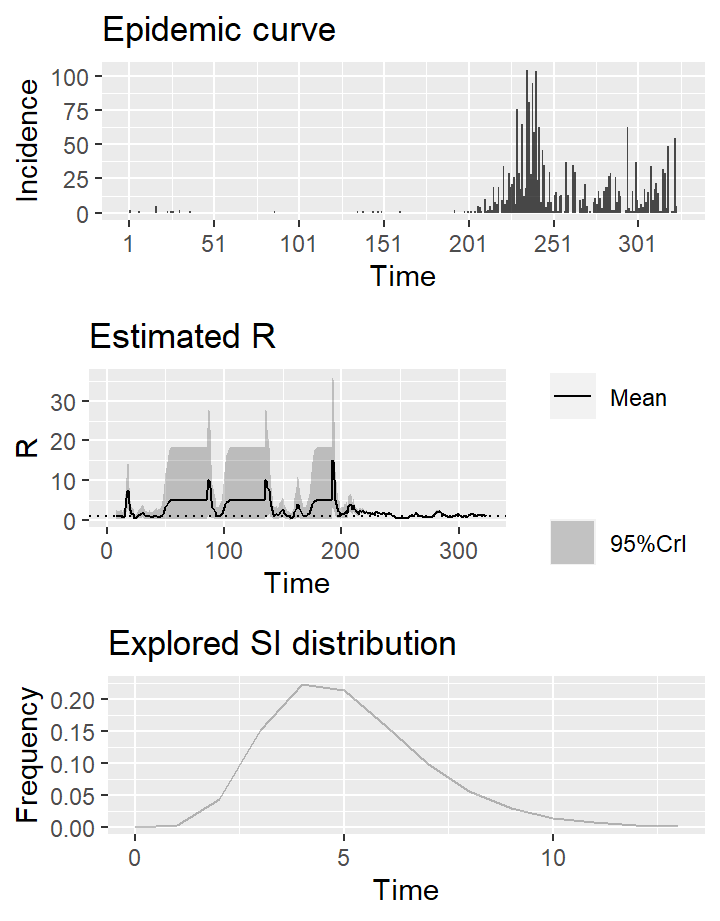 Epidemic curve
Incidence
100
75
50
25
0
1 51 101 151 201 251 301
Time
Estimated R
R
30
20
10
0
0 100 200 300
Time
Mean
95%CrI
Explored SI distribution
Frequency
0.20
0.15
0.10
0.05
0.00
0 5 10
Time